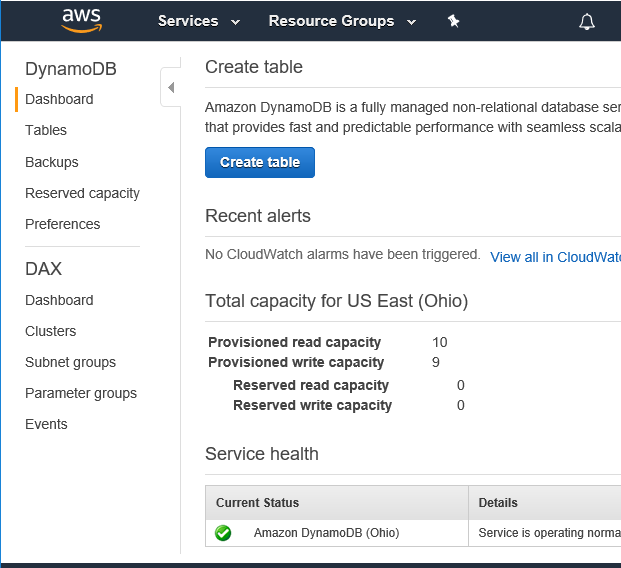 aws
Services
Resource Groups
DynamoDB
Dashboard
Tables
Backups
Reserved capacity
Preferences
DAX
Dashboard
Clusters
Subnet groups
Parameter groups
Events
Create table
Amazon DynamoDB is a fully managed non-relational database ser
that provides fast and predictable performance with seamless scala
Create table
Recent alerts
No CloudWatch alarms have been triggered. View all in CloudWatc
Total capacity for US East (Ohio)
Provisioned read capacity 10
Provisioned write capacity 9
Reserved read capacity 0
Reserved write capacity 0
Service health
Current Status Details
Amazon DynamoDB (Ohio) Service is operating norma